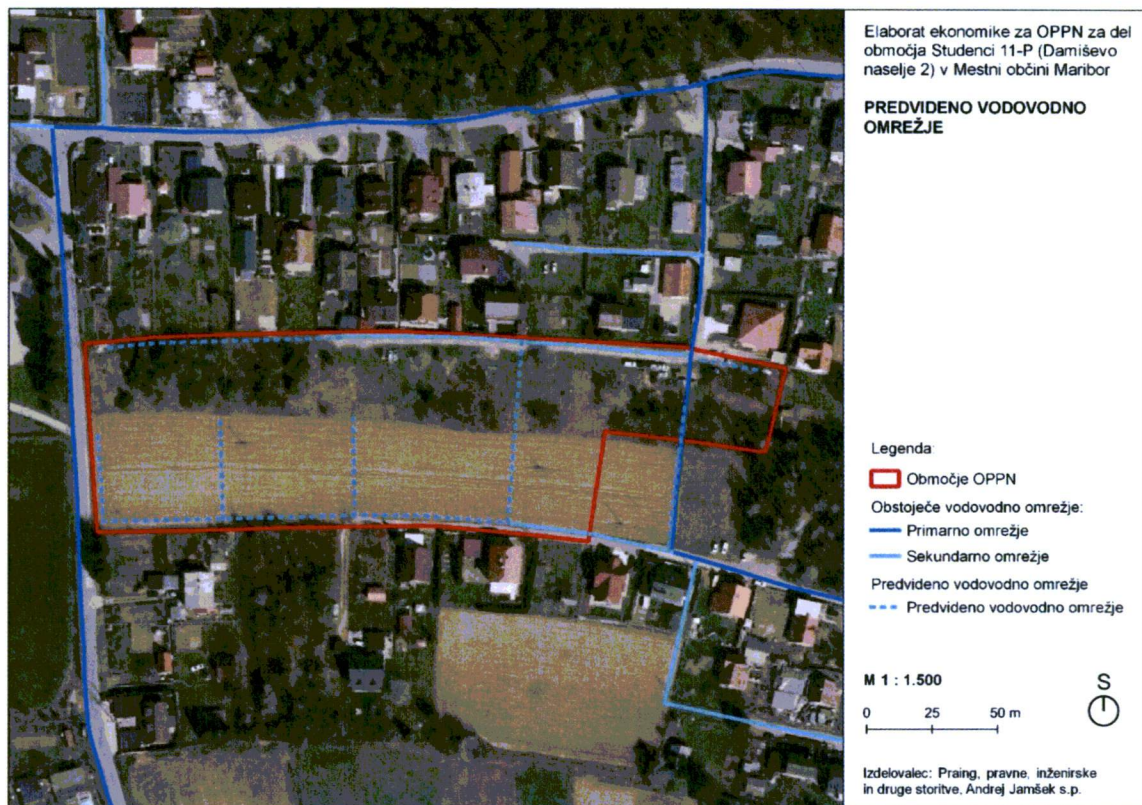 Elaborat ekonomike za OPPN za del
območja Studenci 11-P (Damiševo
naselje 2) v Mestni občini Maribor
PREDVIDENO VODOVODNO
OMREŽJE
Legenda:
Območje OPPN
Obstoječe vodovodno omrežje:
Primarno omrežje
Sekundarno omrežje
Predvideno vodovodno omrežje
Predvideno vodovodno omrežje
M 1 : 1.500
S
0 25 50 m
Izdelovalec: Praing, pravne, inženirske
in druge storitve, Andrej Jamšek s.p.